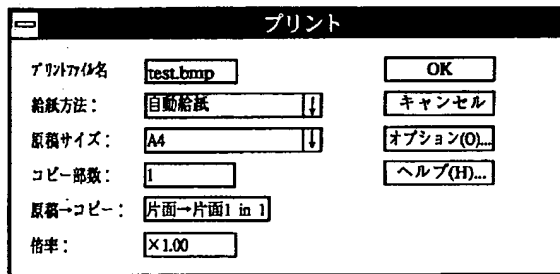 プリント
プリントファイル名 test.bmp OK
給紙方法： 自動給紙 ↓ キャンセル
原稿サイズ： A4 ↓ オプション(O)...
コピー部数： 1 ヘルプ(H)...
原稿→コピー： 片面→片面1 in 1
倍率： ×1.00